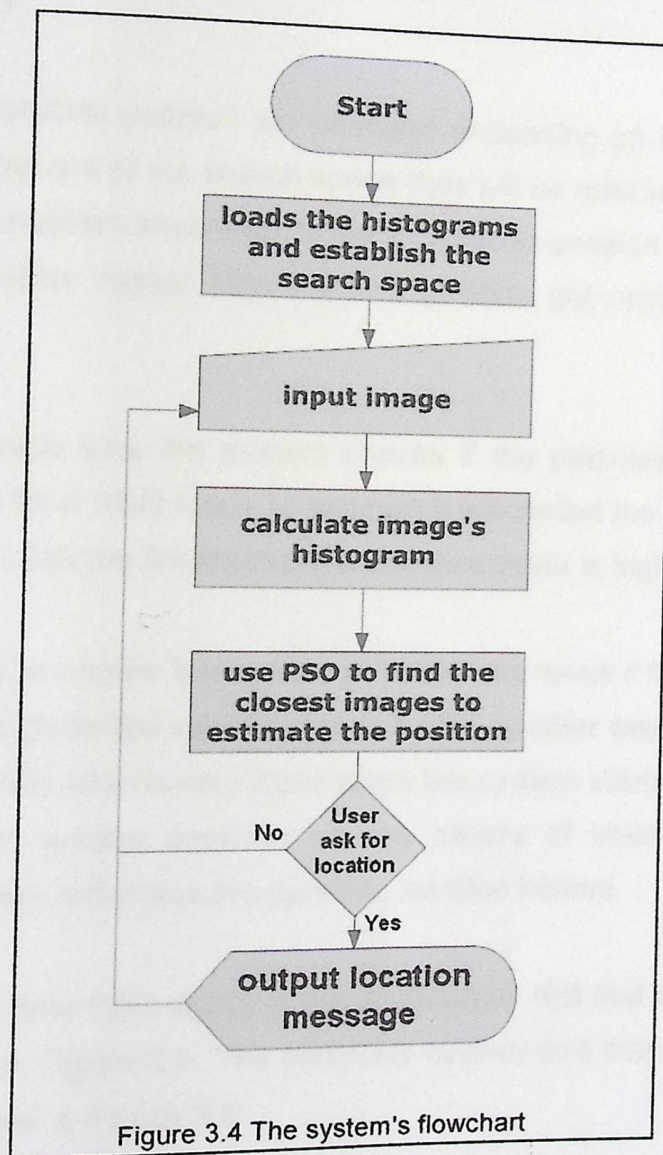 Start
loads the histograms
and establish the
search space
input image
calculate image's
histogram
use PSO to find the
closest images to
estimate the position
User
ask for
location
No
Yes
output location
message
Figure 3.4 The system's flowchart